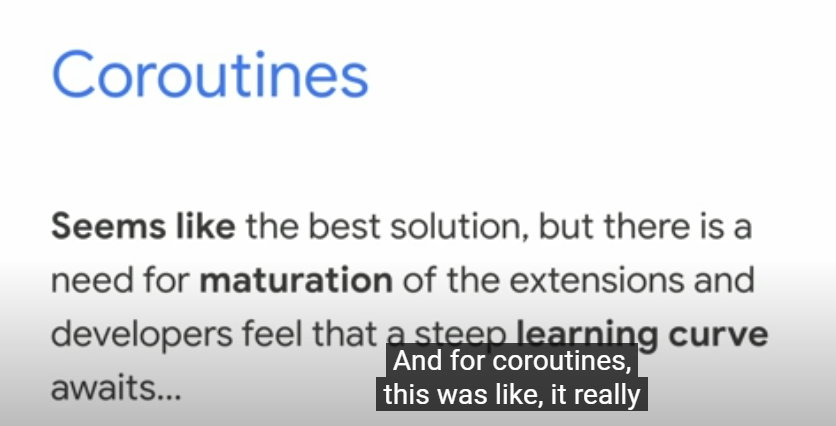 Coroutines
Seems like the best solution, but there is a
need for maturation of the extensions and
developers feel that a steep learning curve
awaits...
And for coroutines,
this was like, it really